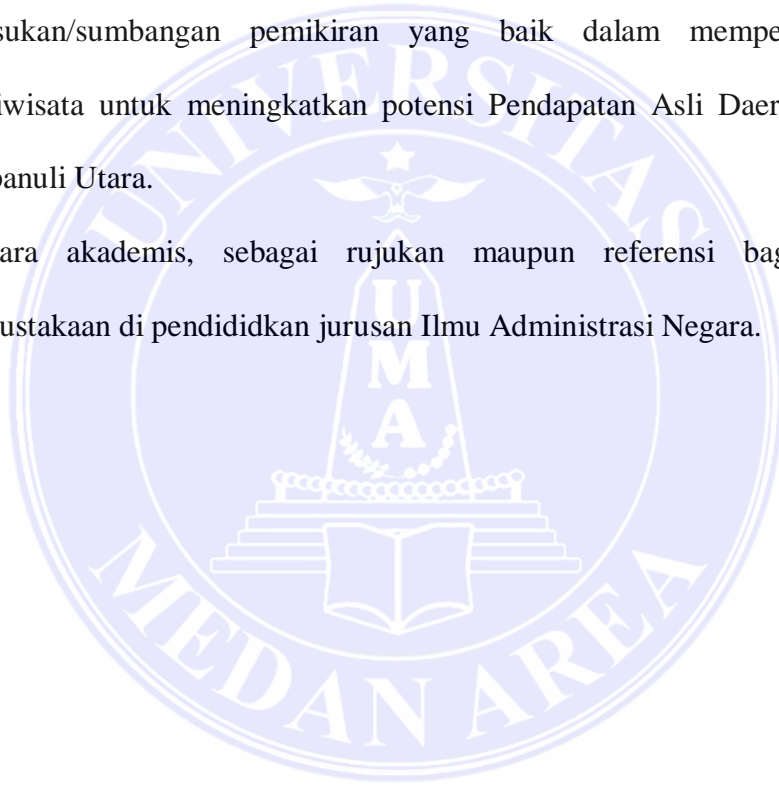 sukan/sumbangan pemikiran yang baik dalam mempe
iwisata untuk meningkatkan potensi Pendapatan Asli Daer
panuli Utara.
ara akademis, sebagai rujukan maupun referensi bag
ustakaan di pendididkan jurusan Ilmu Administrasi Negara.
UNIVERSITAS
U
M
A
MEDAN AREA